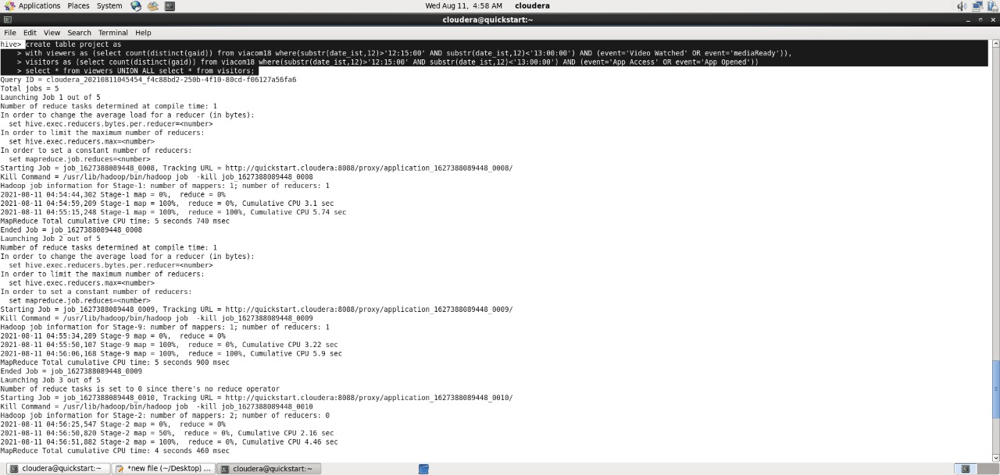 Applications Places System
Wed Aug 11, 4:58 AM cloudera
cloudera@quickstart:~
File Edit View Search Terminal Help
hive> create table project as
> with viewers as (select count(distinct(gaid)) from viacom18 where(substr(date_ist,12)>'12:15:00' AND substr(date_ist,12)<'13:00:00') AND (event='Video Watched' OR event='mediaReady')),
> visitors as (select count(distinct(gaid)) from viacom18 where(substr(date_ist,12)>'12:15:00' AND substr(date_ist,12)<'13:00:00') AND (event='App Access' OR event='App Opened'))
> select * from viewers UNION ALL select * from visitors;
Query ID = cloudera_20210811045454_f4c88bd2-250b-4f10-80cd-f06127a56fa6
Total jobs = 5
Launching Job 1 out of 5
Number of reduce tasks determined at compile time: 1
In order to change the average load for a reducer (in bytes):
set hive.exec.reducers.bytes.per.reducer=<number>
In order to limit the maximum number of reducers:
set hive.exec.reducers.max=<number>
In order to set a constant number of reducers:
set mapreduce.job.reduces=<number>
Starting Job = job_1627388089448_0008, Tracking URL = http://quickstart.cloudera:8088/proxy/application_1627388089448_0008/
Kill Command = /usr/lib/hadoop/bin/hadoop job  -kill job_1627388089448_0008
Hadoop job information for Stage-1: number of mappers: 1; number of reducers: 1
2021-08-11 04:54:44,302 Stage-1 map = 0%,  reduce = 0%
2021-08-11 04:54:59,209 Stage-1 map = 100%,  reduce = 0%, Cumulative CPU 3.1 sec
2021-08-11 04:55:15,248 Stage-1 map = 100%,  reduce = 100%, Cumulative CPU 5.74 sec
MapReduce Total cumulative CPU time: 5 seconds 740 msec
Ended Job = job_1627388089448_0008
Launching Job 2 out of 5
Number of reduce tasks determined at compile time: 1
In order to change the average load for a reducer (in bytes):
set hive.exec.reducers.bytes.per.reducer=<number>
In order to limit the maximum number of reducers:
set hive.exec.reducers.max=<number>
In order to set a constant number of reducers:
set mapreduce.job.reduces=<number>
Starting Job = job_1627388089448_0009, Tracking URL = http://quickstart.cloudera:8088/proxy/application_1627388089448_0009/
Kill Command = /usr/lib/hadoop/bin/hadoop job  -kill job_1627388089448_0009
Hadoop job information for Stage-9: number of mappers: 1; number of reducers: 1
2021-08-11 04:55:34,289 Stage-9 map = 0%,  reduce = 0%
2021-08-11 04:55:50,107 Stage-9 map = 100%,  reduce = 0%, Cumulative CPU 3.22 sec
2021-08-11 04:56:06,168 Stage-9 map = 100%,  reduce = 100%, Cumulative CPU 5.9 sec
MapReduce Total cumulative CPU time: 5 seconds 900 msec
Ended Job = job_1627388089448_0009
Launching Job 3 out of 5
Number of reduce tasks is set to 0 since there's no reduce operator
Starting Job = job_1627388089448_0010, Tracking URL = http://quickstart.cloudera:8088/proxy/application_1627388089448_0010/
Kill Command = /usr/lib/hadoop/bin/hadoop job  -kill job_1627388089448_0010
Hadoop job information for Stage-2: number of mappers: 2; number of reducers: 0
2021-08-11 04:56:25,547 Stage-2 map = 0%,  reduce = 0%
2021-08-11 04:56:50,820 Stage-2 map = 50%,  reduce = 0%, Cumulative CPU 2.16 sec
2021-08-11 04:56:51,882 Stage-2 map = 100%,  reduce = 0%, Cumulative CPU 4.46 sec
MapReduce Total cumulative CPU time: 4 seconds 460 msec
cloudera@quickstart:~ *new file (~/Desktop) ... cloudera@quickstart:~